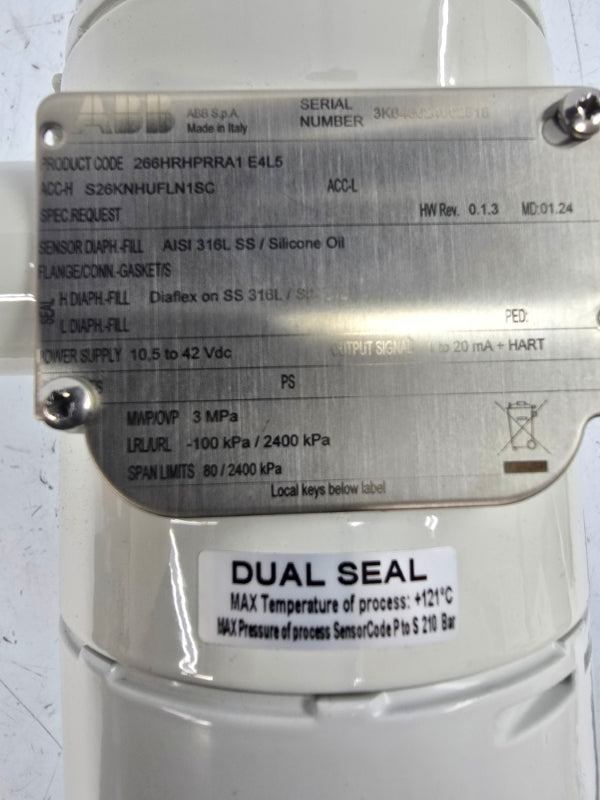 ABB
ABB S.p.A.
Made in Italy
SERIAL
NUMBER
PRODUCT CODE 266HRHPRRA1 E4L5
ACC-H S26KNHUFLN1SC ACC-L
SPEC.REQUEST HW Rev. 0.1.3 MD:01.24
SENSOR DIAPH.-FILL AISI 316L SS / Silicone Oil
FLANGE/CONN.-GASKET/S
SEAL
H DIAPH.-FILL Diaflex on SS 316L /
L DIAPH.-FILL PED:
POWER SUPPLY 10,5 to 42 Vdc OUTPUT SIGNAL to 20 mA + HART
PS
MWP/OVP 3 MPa
LRL/URL -100 kPa / 2400 kPa
SPAN LIMITS 80 / 2400 kPa
Local keys below label
DUAL SEAL
MAX Temperature of process: +121°C
MAX Pressure of process SensorCode P to S 210 Bar